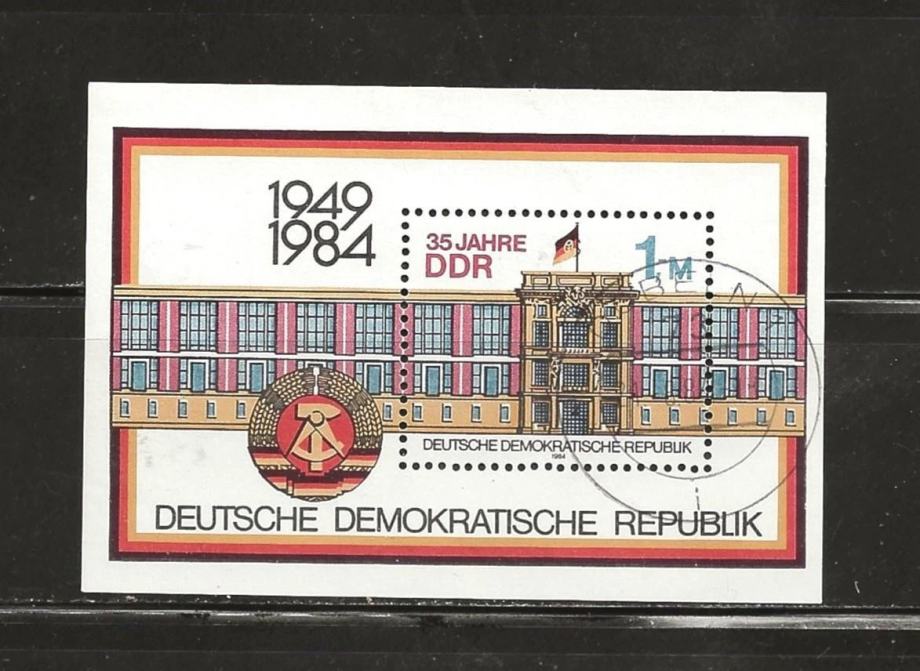 1949
1984
35 JAHRE
DDR
1 M
DEUTSCHE DEMOKRATISCHE REPUBLIK
1984
DEUTSCHE DEMOKRATISCHE REPUBLIK